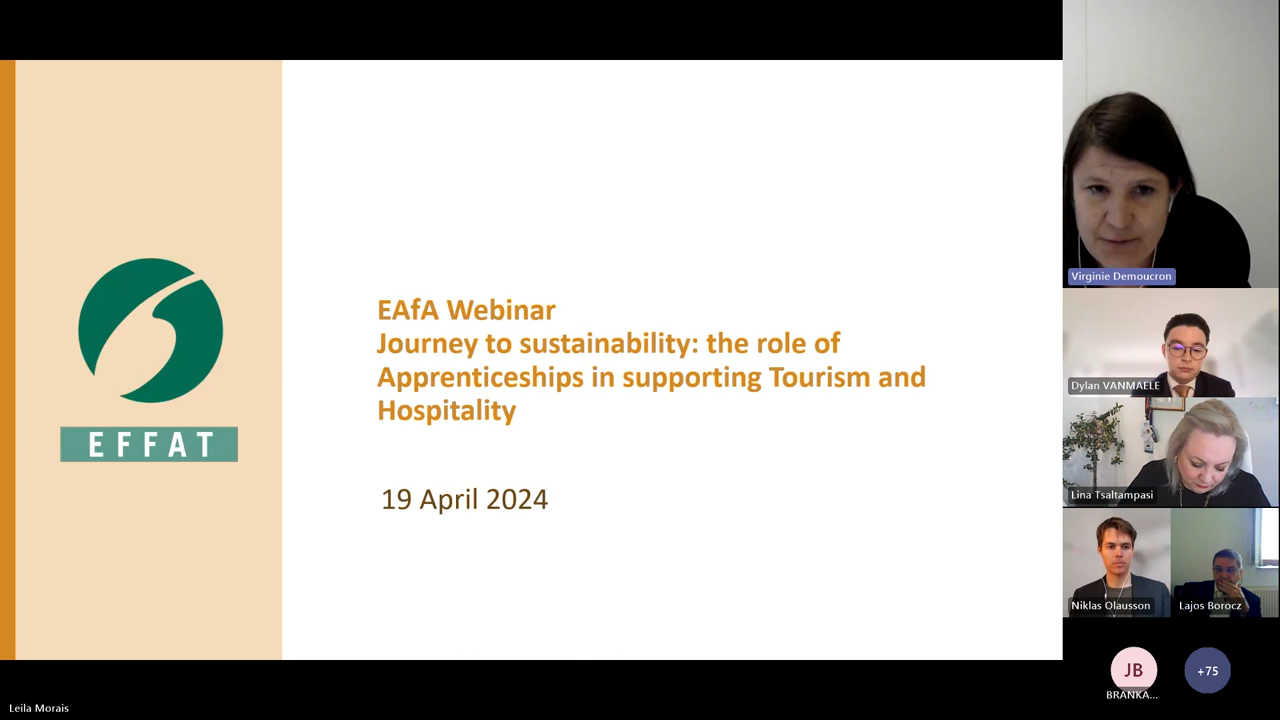 EAfA Webinar
Journey to sustainability: the role of
Apprenticeships in supporting Tourism and
Hospitality
19 April 2024
EFFAT
Virginie Demoucron
Dylan VANMAELE
Lina Tsaltampasi
Niklas Olausson
Lajos Borocz
JB
+75
BRANKA...
Leila Morais